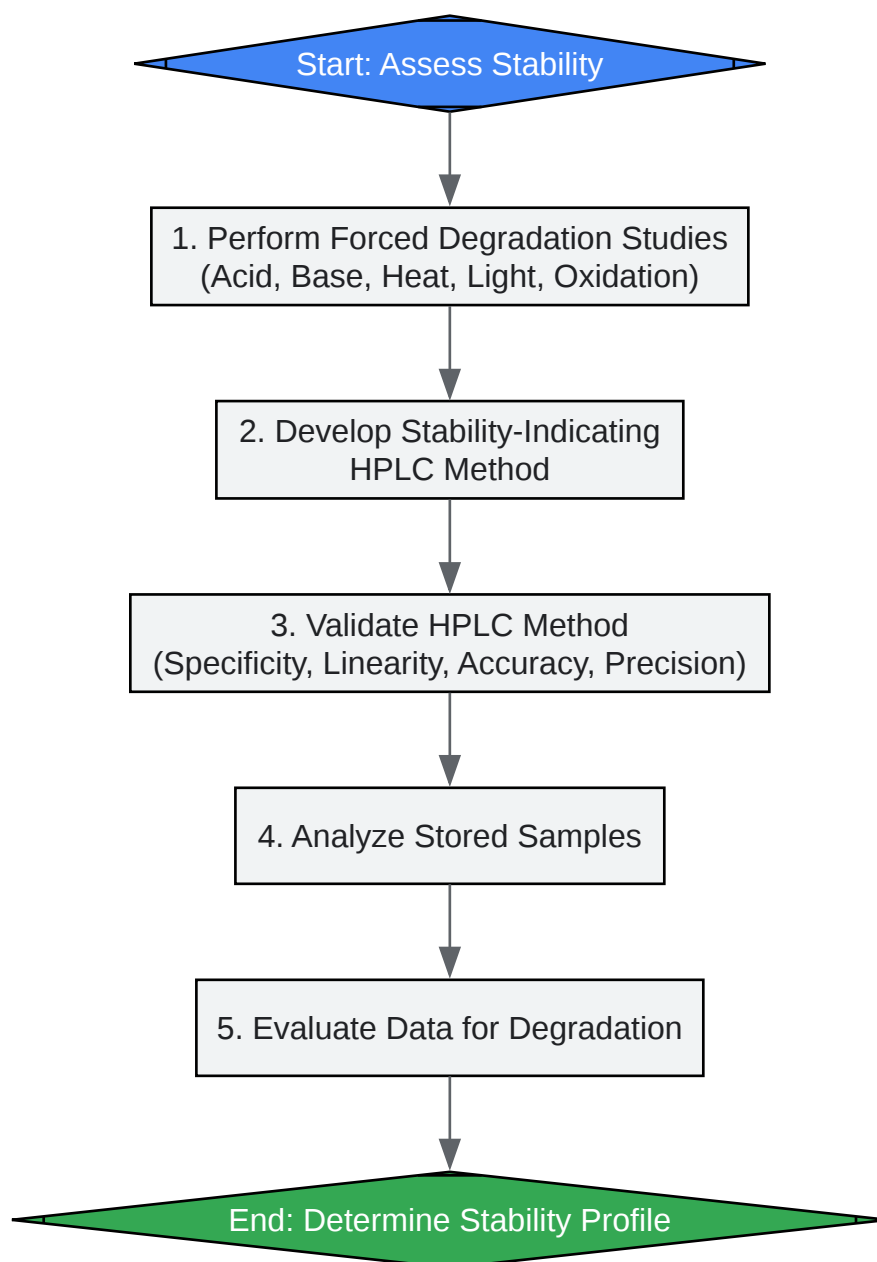 Start: Assess Stability
1. Perform Forced Degradation Studies
(Acid, Base, Heat, Light, Oxidation)
2. Develop Stability-Indicating
HPLC Method
3. Validate HPLC Method
(Specificity, Linearity, Accuracy, Precision)
4. Analyze Stored Samples
5. Evaluate Data for Degradation
End: Determine Stability Profile